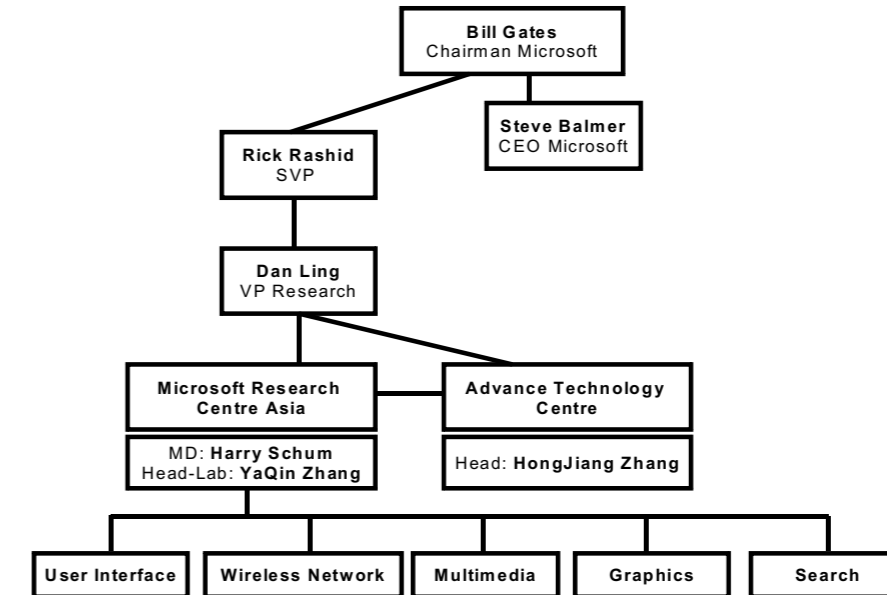 Bill Gates
Chairman Microsoft
Steve Balmer
CEO Microsoft
Rick Rashid
SVP
Dan Ling
VP Research
Microsoft Research
Centre Asia
Advance Technology
Centre
MD: Harry Schum
Head-Lab: YaQin Zhang
Head: HongJiang Zhang
User Interface
Wireless Network
Multimedia
Graphics
Search